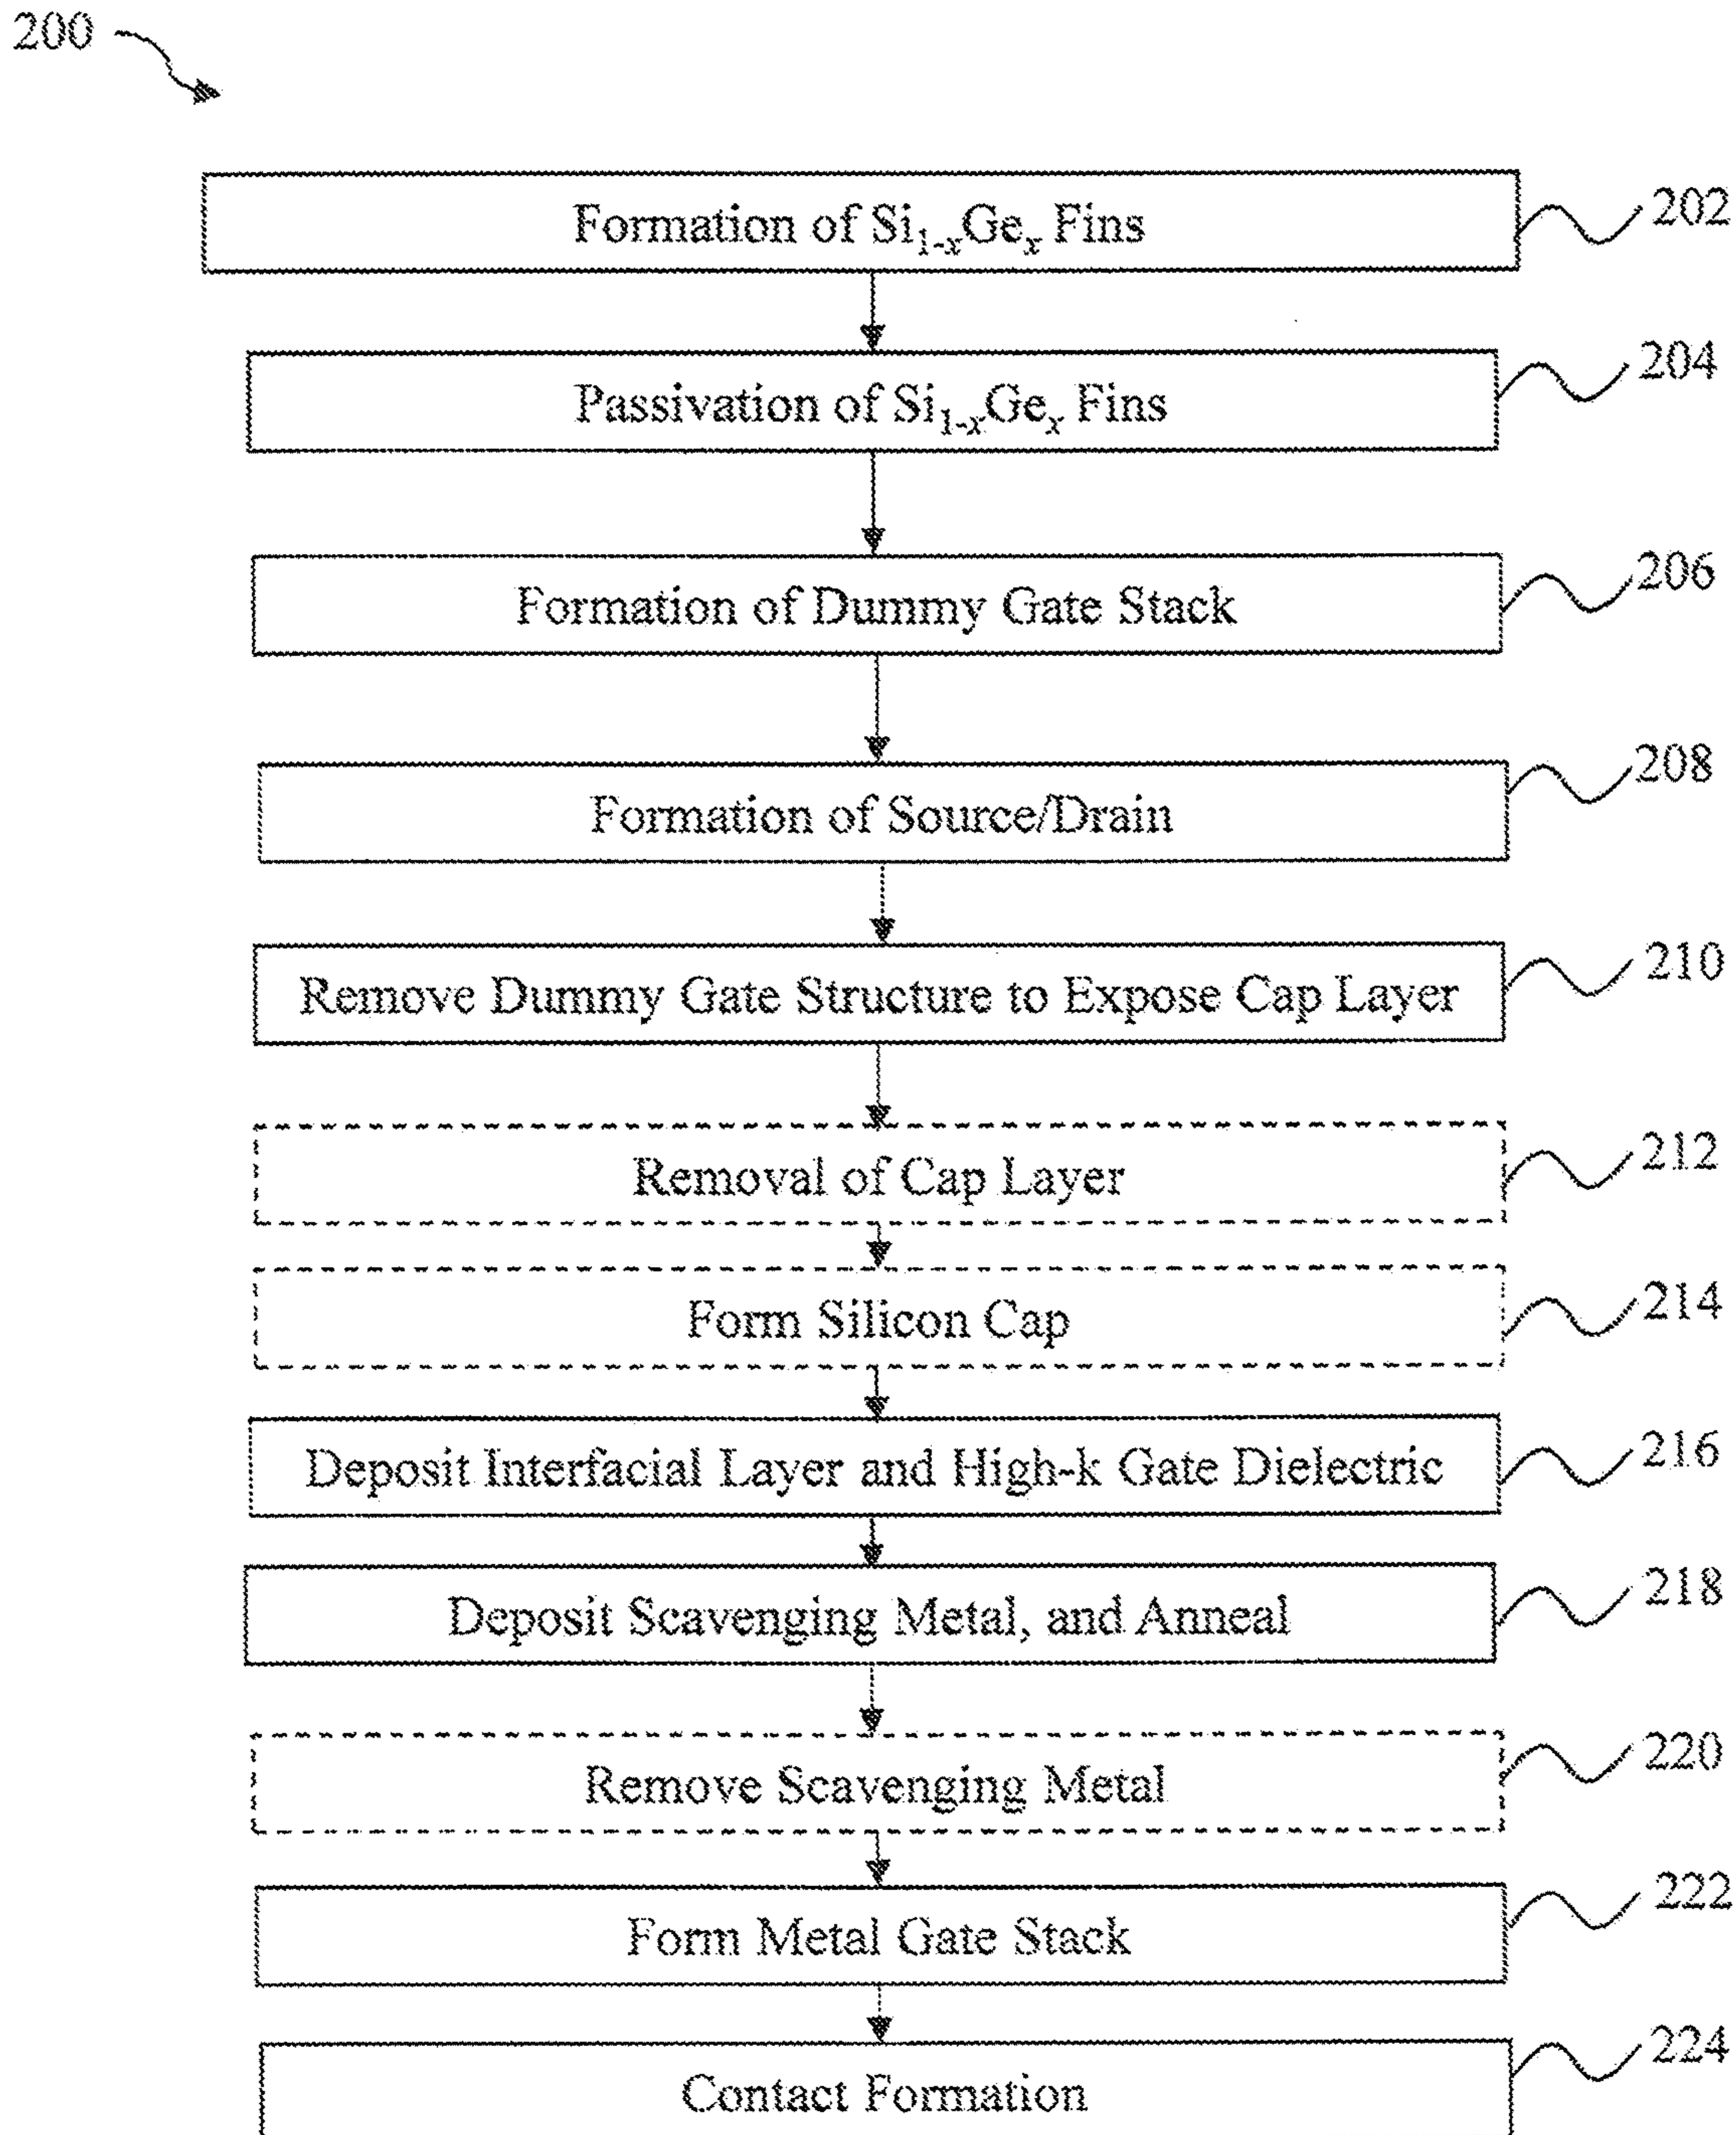 200
Formation of Si1-xGex Fins
202
Passivation of Si1-xGex Fins
204
Formation of Dummy Gate Stack
206
Formation of Source/Drain
208
Remove Dummy Gate Structure to Expose Cap Layer
210
Removal of Cap Layer
212
Form Silicon Cap
214
Deposit Interfacial Layer and High-k Gate Dielectric
216
Deposit Scavenging Metal, and Anneal
218
Remove Scavenging Metal
220
Form Metal Gate Stack
222
Contact Formation
224